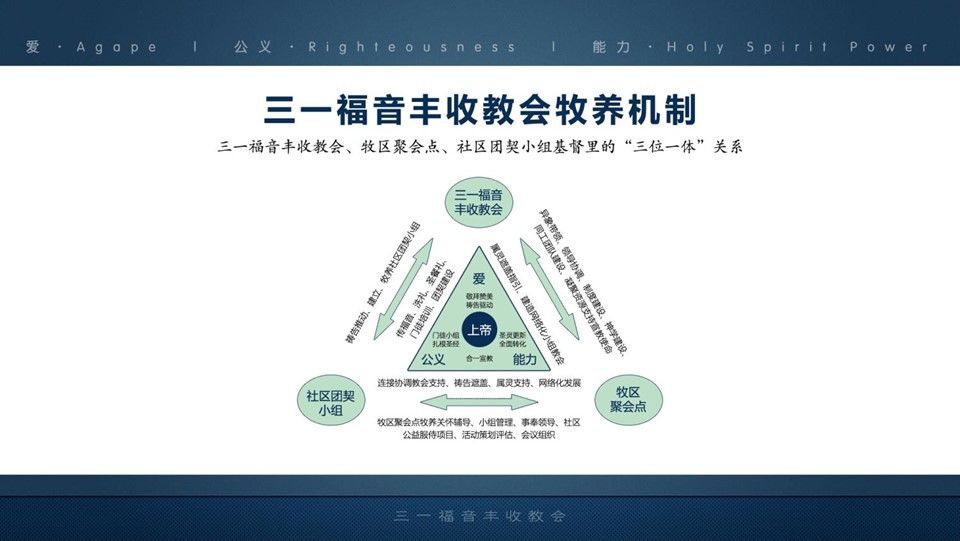 爱 · Agape | 公义 · Righteousness | 能力 · Holy Spirit Power
三一福音丰收教会牧养机制
三一福音丰收教会、牧区聚会点、社区团契小组基督里的“三位一体”关系
三一福音
丰收教会
祷告推动、建立、牧养社区团契小组
传福音、洗礼、圣餐礼、
门徒培训、团契建设
异象带领、领导协调、制度建设、神学建设、
同工团队建设、凝聚资源支持宣教使命
属灵遮盖指引、建造网络化小组教会
爱
敬拜赞美
祷告驱动
上帝
门徒小组
扎根圣经
圣灵更新
全面转化
公义
合一宣教
能力
社区团契
小组
牧区
聚会点
连接协调教会支持、祷告遮盖、属灵支持、网络化发展
牧区聚会点牧养关怀辅导、小组管理、事奉领导、社区
公益服侍项目、活动策划评估、会议组织
三一福音丰收教会